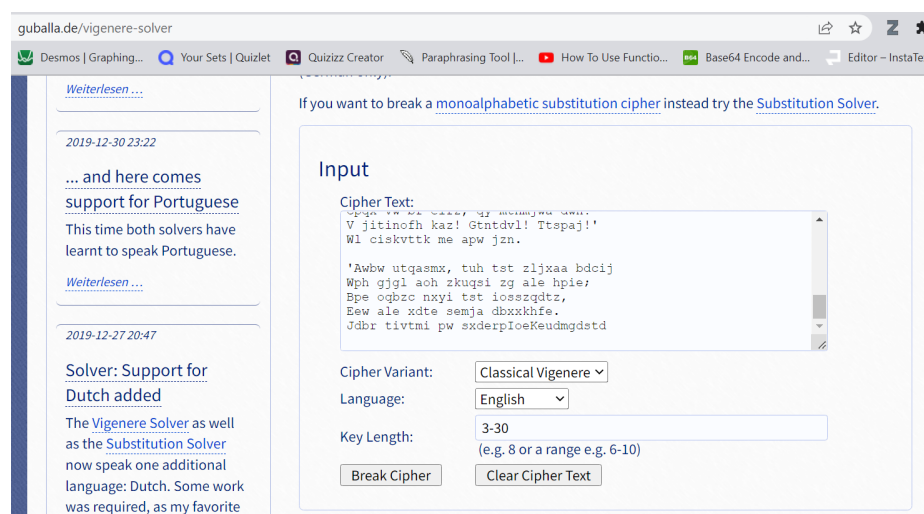 guballa.de/vigenere-solver
Desmos | Graphing... Your Sets | Quizlet Quizizz Creator Paraphrasing Tool |... How To Use Functio... Base64 Encode and... Editor – InstaTe
Weiterlesen ...
2019-12-30 23:22
... and here comes
support for Portuguese
This time both solvers have
learnt to speak Portuguese.
Weiterlesen ...
2019-12-27 20:47
Solver: Support for
Dutch added
The Vigenere Solver as well
as the Substitution Solver
now speak one additional
language: Dutch. Some work
was required, as my favorite
If you want to break a monoalphabetic substitution cipher instead try the Substitution Solver.
Input
Cipher Text:
V jitinofh kaz! Gtntdvl! Ttspaj!'
Wl ciskvttk me apw jzn.
'Awbw utqasmx, tuh tst zljxaa bdcij
Wph gjgl aoh zkuqsi zg ale hpie;
Bpe oqbzc nxyi tst iosszqdtz,
Eew ale xdte semja dbxxkhfe.
Jdbr tivtmi pw sxderpIoeKeudmgdstd
Cipher Variant: Classical Vigenere
Language: English
Key Length: 3-30
(e.g. 8 or a range e.g. 6-10)
Break Cipher Clear Cipher Text